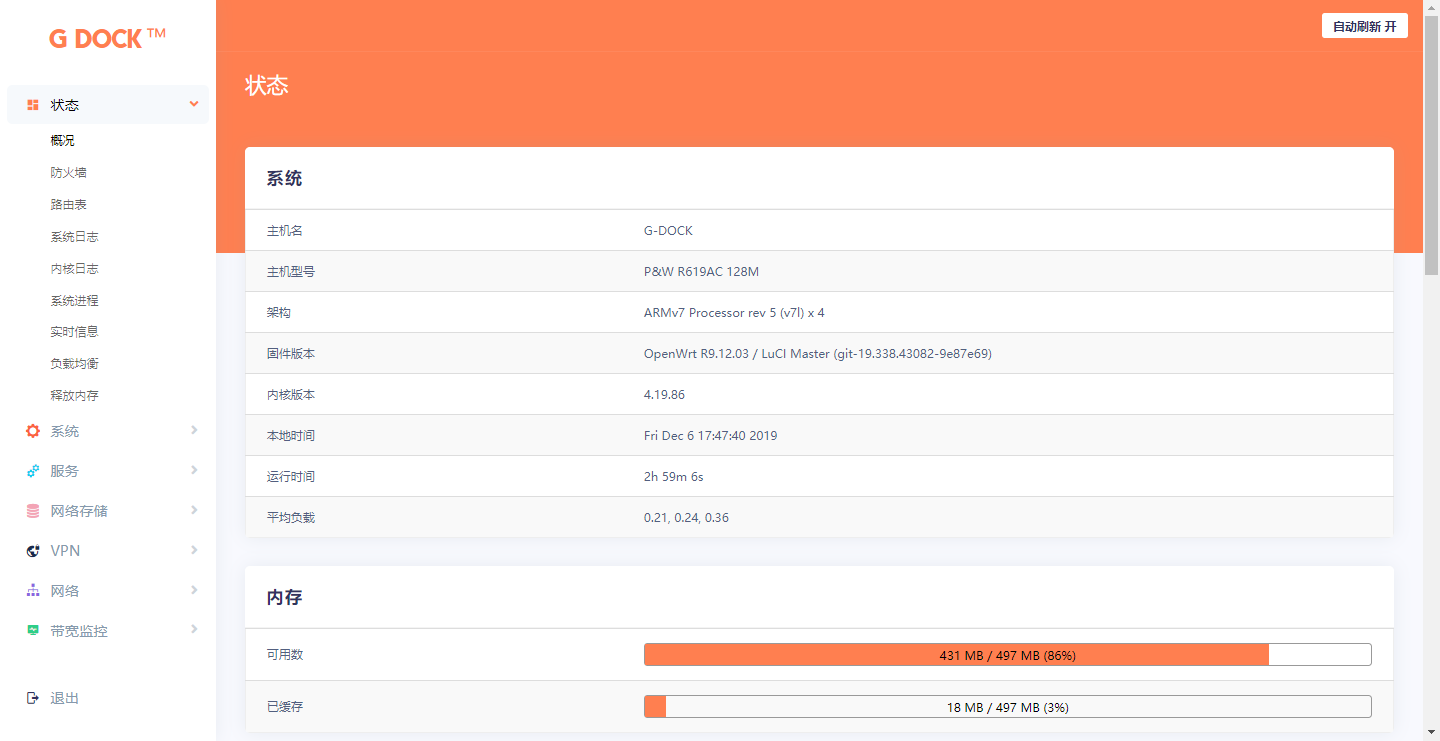 G DOCK™
自动刷新 开
状态
概况
防火墙
路由表
系统日志
内核日志
系统进程
实时信息
负载均衡
释放内存
系统
服务
网络存储
VPN
网络
带宽监控
退出
状态
系统
主机名 G-DOCK
主机型号 P&W R619AC 128M
架构 ARMv7 Processor rev 5 (v7l) x 4
固件版本 OpenWrt R9.12.03 / LuCI Master (git-19.338.43082-9e87e69)
内核版本 4.19.86
本地时间 Fri Dec 6 17:47:40 2019
运行时间 2h 59m 6s
平均负载 0.21, 0.24, 0.36
内存
可用数 431 MB / 497 MB (86%)
已缓存 18 MB / 497 MB (3%)